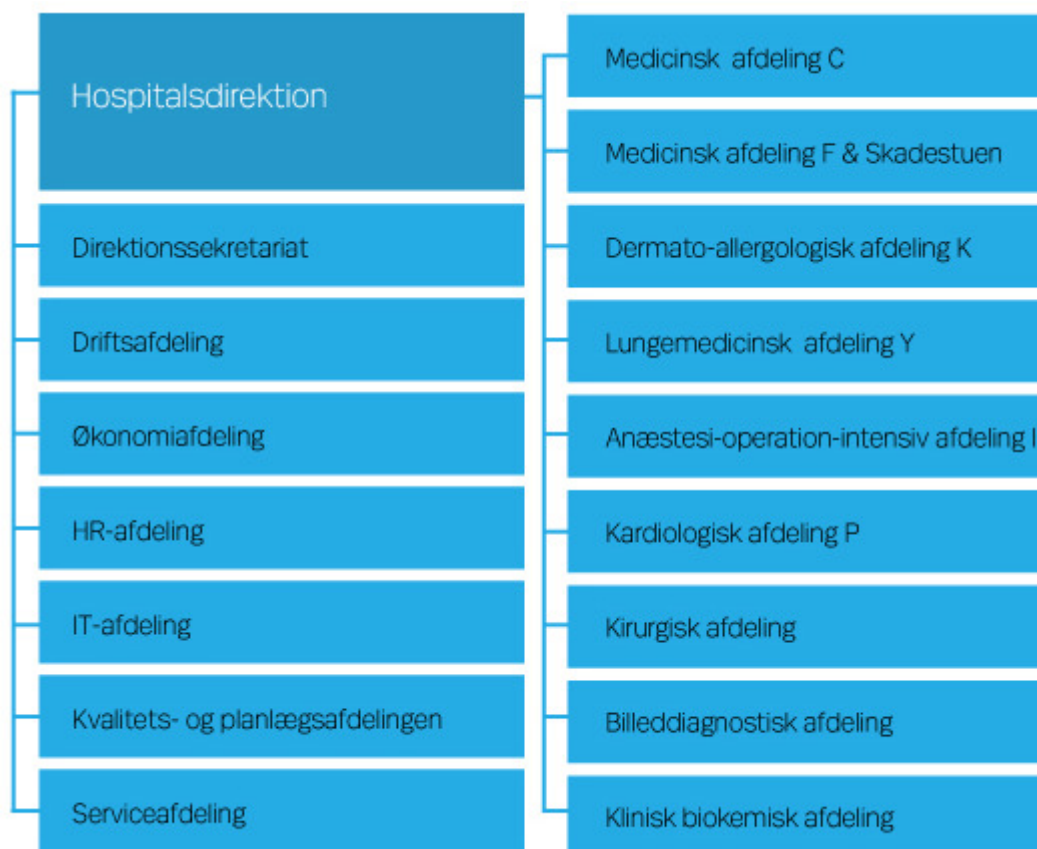 Hospitalsdirektion
Direktionssekretariat
Driftsafdeling
Økonomiafdeling
HR-afdeling
IT-afdeling
Kvalitets- og planlægsafdelingen
Serviceafdeling
Medicinsk afdeling C
Medicinsk afdeling F & Skadestuen
Dermato-allergologisk afdeling K
Lungemedicinsk afdeling Y
Anæstesi-operation-intensiv afdeling I
Kardiologisk afdeling P
Kirurgisk afdeling
Billeddiagnostisk afdeling
Klinisk biokemisk afdeling